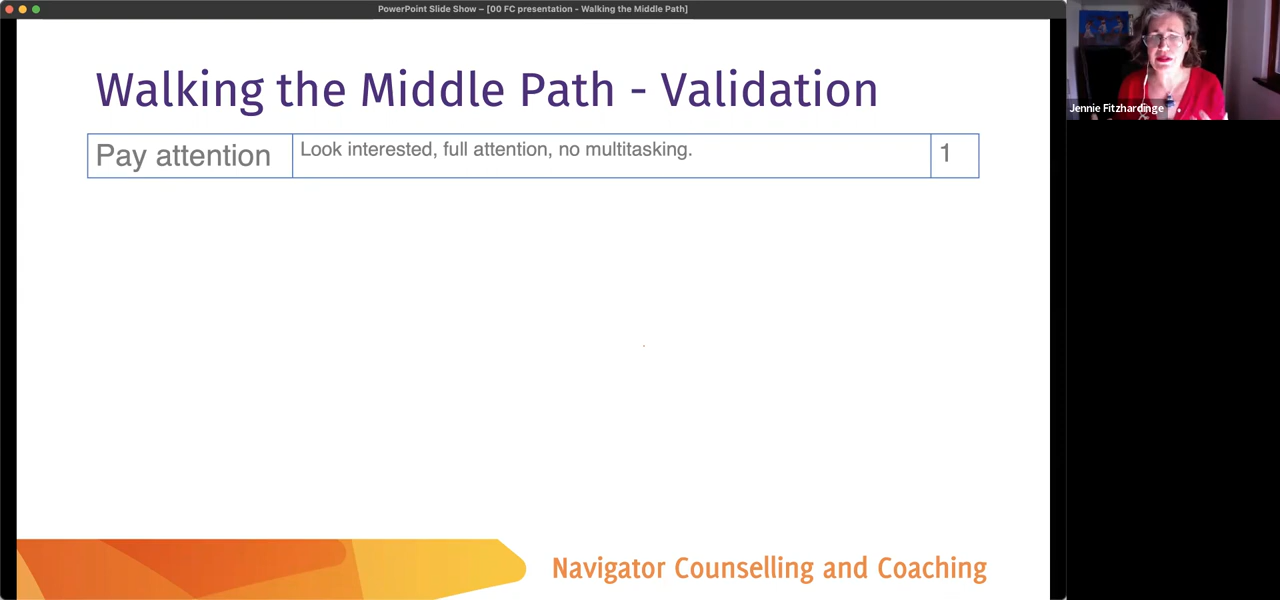 PowerPoint Slide Show – [00 FC presentation - Walking the Middle Path]
Walking the Middle Path - Validation
Pay attention
Look interested, full attention, no multitasking.
1
Navigator Counselling and Coaching
Jennie Fitzhardinge